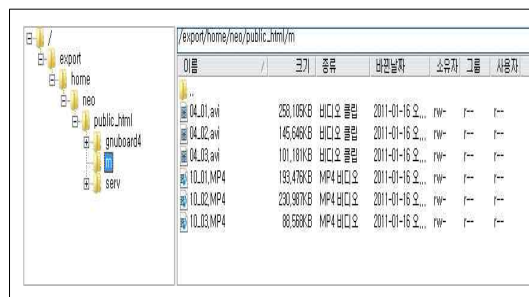 /
export
home
neo
public_html
gnuboard4
m
serv
/export/home/neo/public_html/m
이름 / 크기 종류 바뀐날짜 소유자 그룹 사용자
..
04_01.avi 258,105KB 비디오 클립 2011-01-16 오... rw- r-- r--
04_02.avi 145,646KB 비디오 클립 2011-01-16 오... rw- r-- r--
04_03.avi 101,181KB 비디오 클립 2011-01-16 오... rw- r-- r--
10_01.MP4 193,476KB MP4 비디오 2011-01-16 오... rw- r-- r--
10_02.MP4 230,987KB MP4 비디오 2011-01-16 오... rw- r-- r--
10_03.MP4 88,568KB MP4 비디오 2011-01-16 오... rw- r-- r--